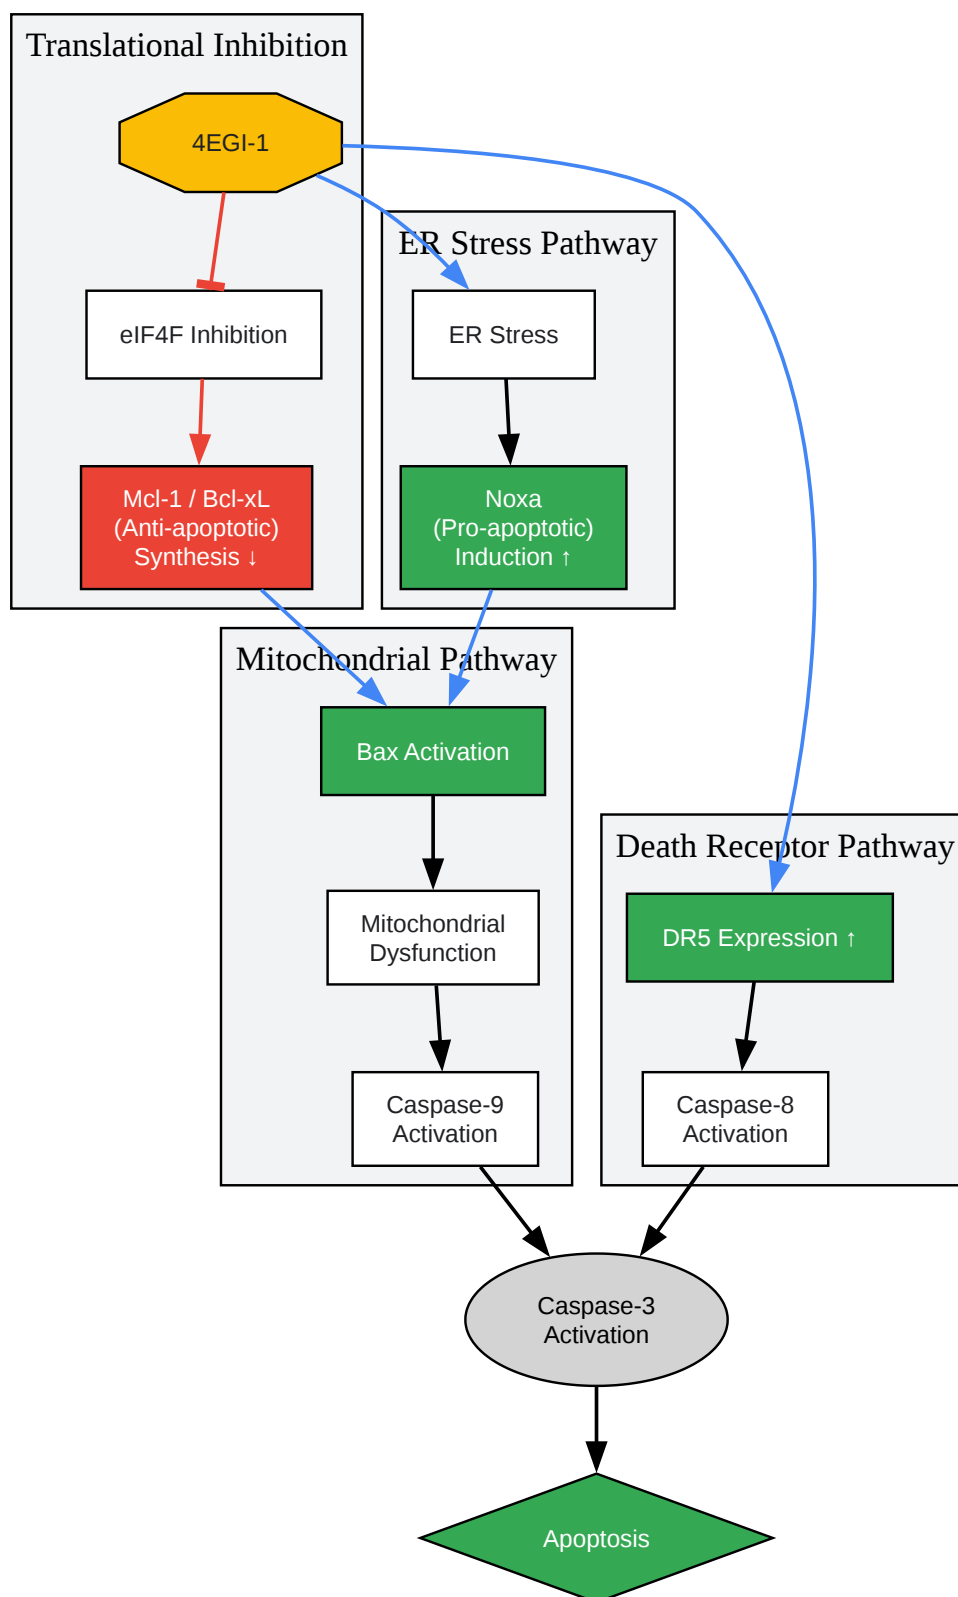 Translational Inhibition
4EGI-1
ER Stress Pathway
eIF4F Inhibition
ER Stress
Mcl-1 / Bcl-xL
(Anti-apoptotic)
Synthesis ↓
Noxa
(Pro-apoptotic)
Induction ↑
Mitochondrial Pathway
Bax Activation
Death Receptor Pathway
Mitochondrial
Dysfunction
DR5 Expression ↑
Caspase-9
Activation
Caspase-8
Activation
Caspase-3
Activation
Apoptosis